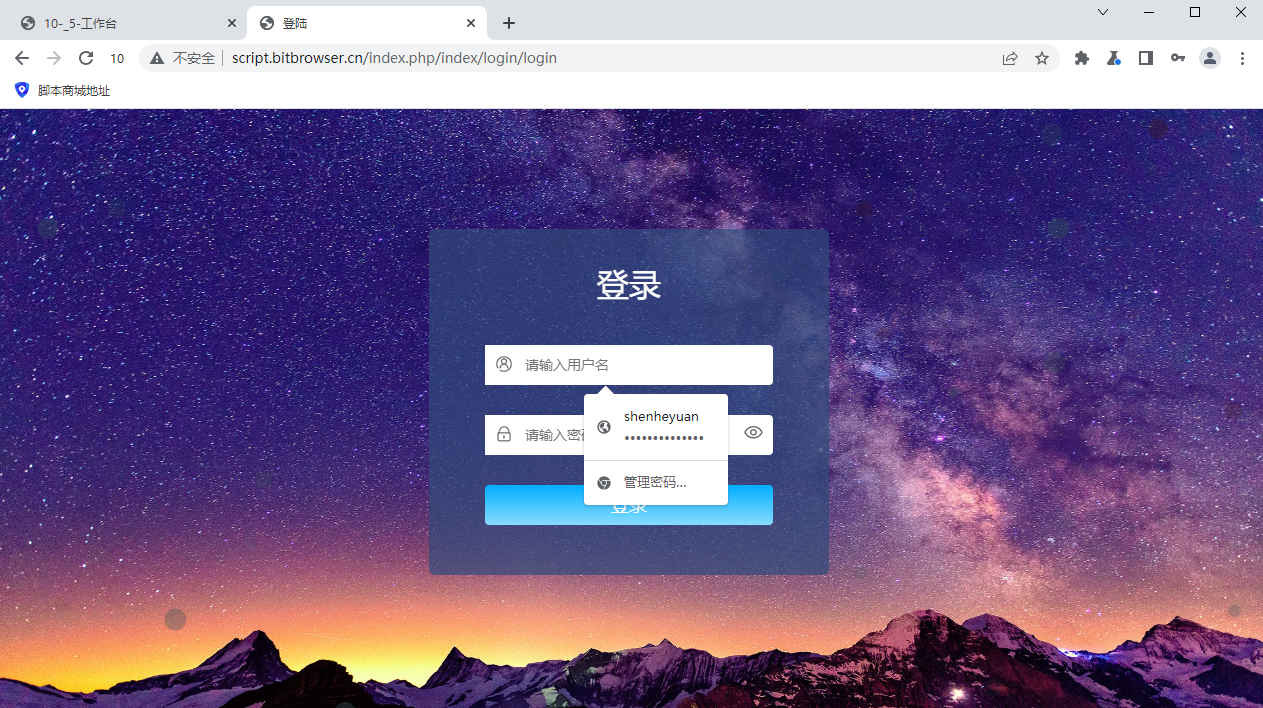 10-_5-工作台
登陆
10
不安全
script.bitbrowser.cn/index.php/index/login/login
脚本商城地址
登录
请输入用户名
shenheyuan
••••••••••••••
请输入密码
管理密码...
登录